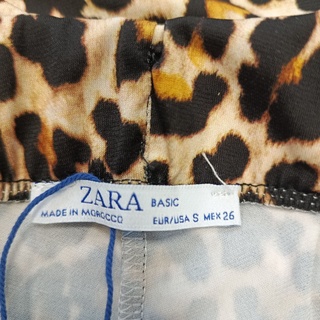 ZARA BASIC
MADE IN MOROCCO EUR/USA S MEX 26